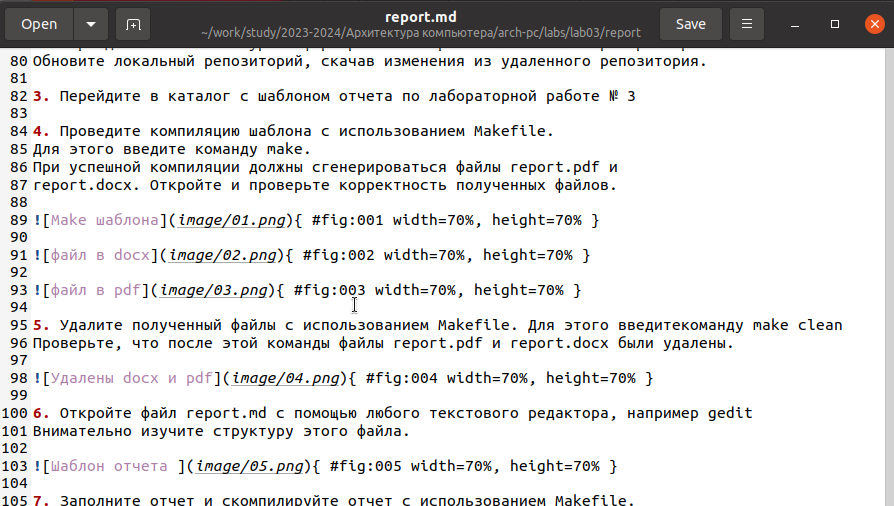 Open
report.md
~/work/study/2023-2024/Архитектура компьютера/arch-pc/labs/lab03/report
Save
80 Обновите локальный репозиторий, скачав изменения из удаленного репозитория.
81
82 3. Перейдите в каталог с шаблоном отчета по лабораторной работе № 3
83
84 4. Проведите компиляцию шаблона с использованием Makefile.
85 Для этого введите команду make.
86 При успешной компиляции должны сгенерироваться файлы report.pdf и
87 report.docx. Откройте и проверьте корректность полученных файлов.
88
89 ![Make шаблона](image/01.png){ #fig:001 width=70%, height=70% }
90
91 ![файл в docx](image/02.png){ #fig:002 width=70%, height=70% }
92
93 ![файл в pdf](image/03.png){ #fig:003 width=70%, height=70% }
94
95 5. Удалите полученный файлы с использованием Makefile. Для этого введитекоманду make clean
96 Проверьте, что после этой команды файлы report.pdf и report.docx были удалены.
97
98 ![Удалены docx и pdf](image/04.png){ #fig:004 width=70%, height=70% }
99
100 6. Откройте файл report.md c помощью любого текстового редактора, например gedit
101 Внимательно изучите структуру этого файла.
102
103 ![Шаблон отчета ](image/05.png){ #fig:005 width=70%, height=70% }
104
105 7. Заполните отчет и скомпилируйте отчет с использованием Makefile.